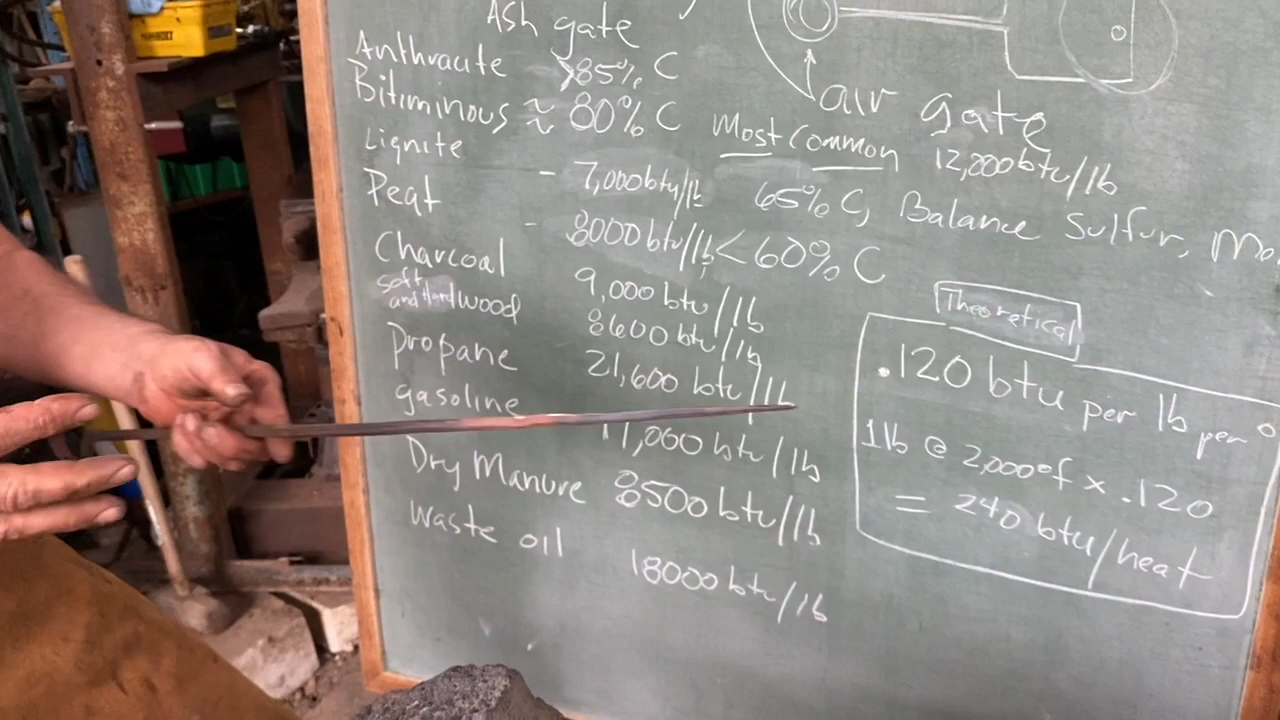 Ash gate
Anthracite >85% C
air gate
Bitiminous ≈ 80% C Most Common 12,000 btu/lb
Lignite - 7,000 btu/lb 65% C, Balance Sulfur,
Peat - 8000 btu/lb < 60% C
Charcoal 9,000 btu/lb
soft and Hard wood 8600 btu/lb
Propane 21,600 btu/lb
gasoline 11,000 btu/lb
Dry Manure 8500 btu/lb
Waste oil 18000 btu/lb
Theoretical
.120 btu per lb per °
1 lb @ 2,000°f x .120
= 240 btu/heat